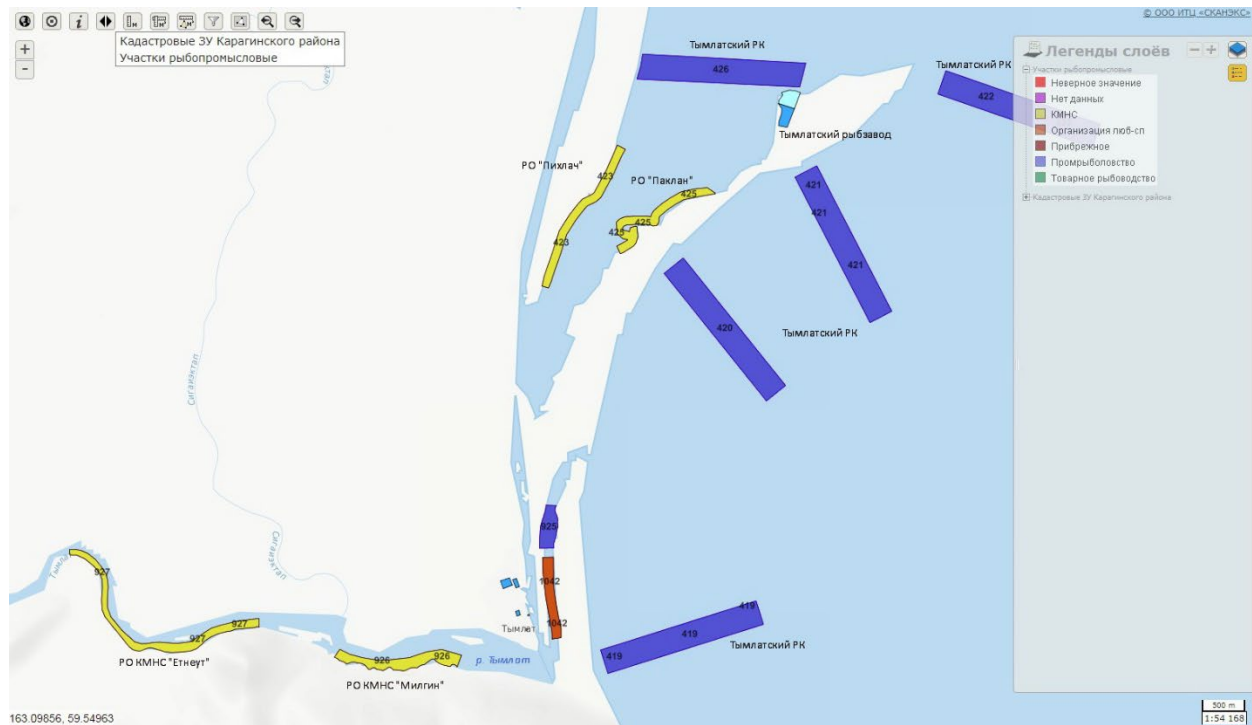 © ООО ИТЦ «СКАНЭКС»
Кадастровые ЗУ Карагинского района
Участки рыбопромысловые
+
-
Легенды слоёв
Участки рыбопромысловые
Неверное значение
Нет данных
КМНС
Организация люб-сп
Прибрежное
Промрыболовство
Товарное рыбоводство
Кадастровые ЗУ Карагинского района
Тымлатский РК
426
Тымлатский РК
422
Тымлатский рыбзавод
РО "Пихлач"
423
423
РО "Паклан"
425
425
425
421
421
421
420
Тымлатский РК
Сигаиэктап
Сигаиэктап
925
1042
1042
Тымлат
419
419
419
Тымлатский РК
Тымлат
927
927
927
РО КМНС "Етнеут"
926
926
р. Тымлат
РО КМНС "Милгин"
163.09856, 59.54963
500 m
1:54 168